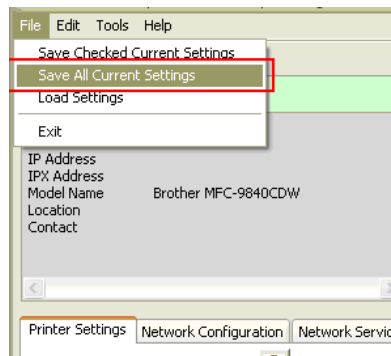 File Edit Tools Help
Save Checked Current Settings
Save All Current Settings
Load Settings
Exit
IP Address
IPX Address
Model Name Brother MFC-9840CDW
Location
Contact
Printer Settings Network Configuration Network Servic